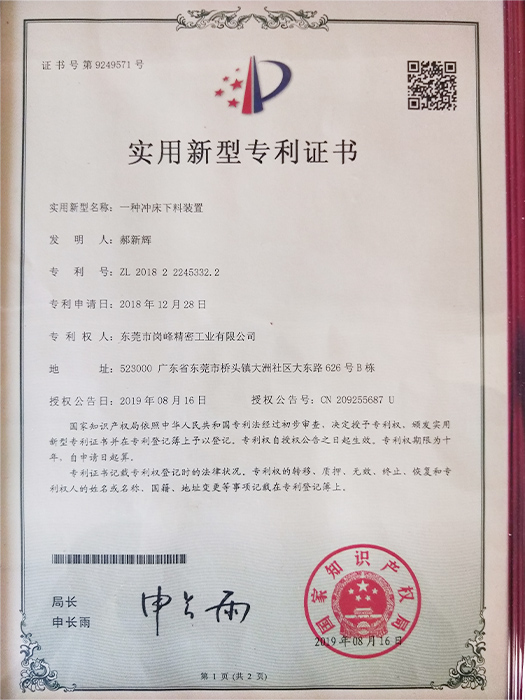 证书号第9249571号
实用新型专利证书
实用新型名称：一种冲床下料装置
发明人：郝新辉
专利号：ZL 2018 2 2245332.2
专利申请日：2018年12月28日
专利权人：东莞市岗峰精密工业有限公司
地址：523000 广东省东莞市桥头镇大洲社区大东路626号B栋
授权公告日：2019年08月16日 授权公告号：CN 209255687 U
国家知识产权局依照中华人民共和国专利法经过初步审查，决定授予专利权，颁发实用
新型专利证书并在专利登记簿上予以登记。专利权自授权公告之日起生效。专利权期限为十
年，自申请日起算。
专利证书记载专利权登记时的法律状况。专利权的转移、质押、无效、终止、恢复和专
利权人的姓名或名称、国籍、地址变更等事项记载在专利登记簿上。
局长
申长雨
申长雨
国家知识产权局
2019年08月16日
第1页(共2页)